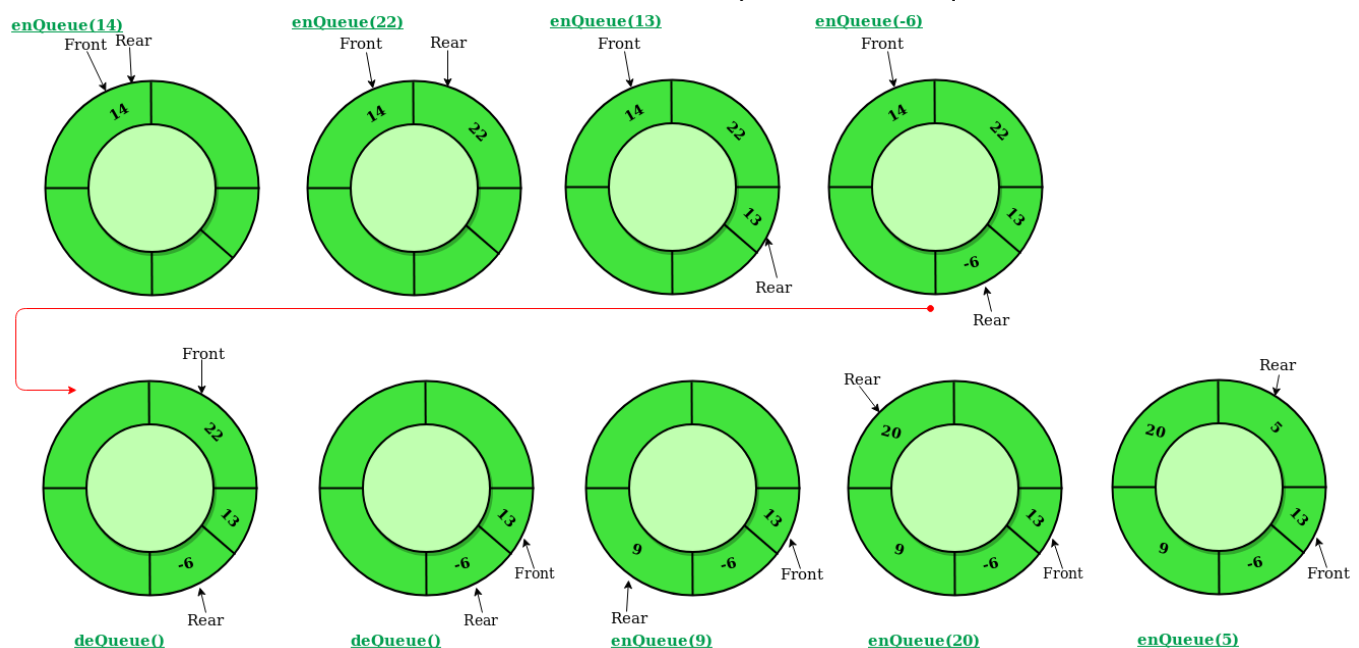 enQueue(14)
Front
Rear
14
enQueue(22)
Front
Rear
14
22
enQueue(13)
Front
14
22
13
Rear
enQueue(-6)
Front
14
22
13
-6
Rear
Front
22
13
-6
Rear
deQueue()
13
-6
Front
Rear
deQueue()
13
-6
9
Front
Rear
enQueue(9)
Rear
20
13
-6
9
Front
enQueue(20)
Rear
20
5
13
-6
9
Front
enQueue(5)